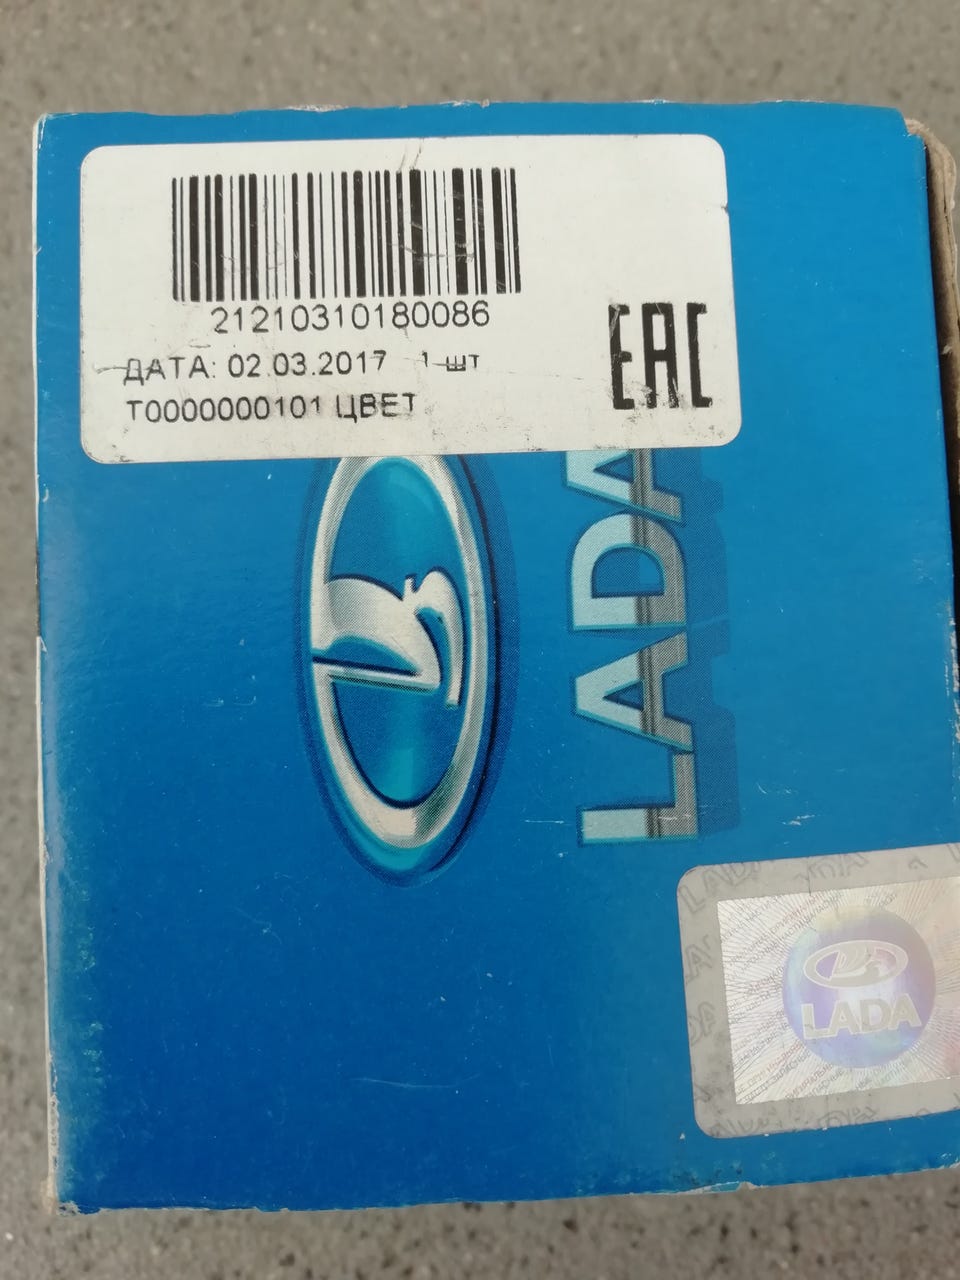 21210310180086
ДАТА: 02.03.2017 1 шт
Т0000000101 ЦВЕТ
EAC
LADA
LADA